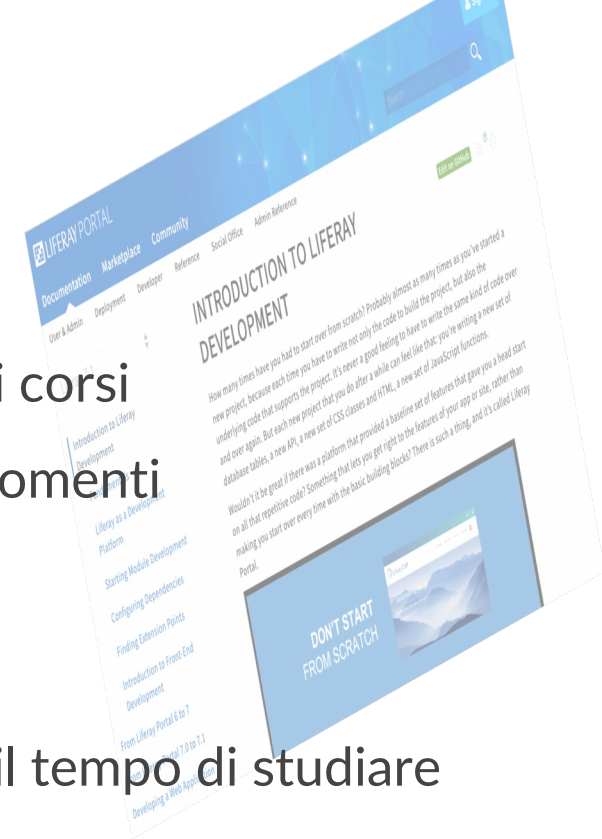 Sig
Search
LIFERAY PORTAL
Documentation Marketplace Community
User & Admin Deployment Developer Reference Social Office Admin Reference
Edit on GitHub
INTRODUCTION TO LIFERAY
DEVELOPMENT
How many times have you had to start over from scratch? Probably almost as many times as you've started a
new project, because each time you have to write not only the code to build the project, but also the
underlying code that supports the project. It's never a good feeling to have to write the same kind of code over
and over again. But each new project that you do after a while can feel like that: you're writing a new set of
database tables, a new API, a new set of CSS classes and HTML, a new set of JavaScript functions.
Wouldn't it be great if there was a platform that provided a baseline set of features that gave you a head start
on all that repetitive code? Something that lets you get right to the features of your app or site, rather than
making you start over every time with the basic building blocks? There is such a thing, and it's called Liferay
Portal.
DON'T START
FROM SCRATCH
i corsi
Introduction to Liferay
Development
omenti
Liferay as a Development
Platform
Starting Module Development
Configuring Dependencies
Finding Extension Points
Introduction to Front-End
Development
From Liferay Portal 6 to 7
Portal 7.0 to 7.1
il tempo di studiare
Developing a Web Application